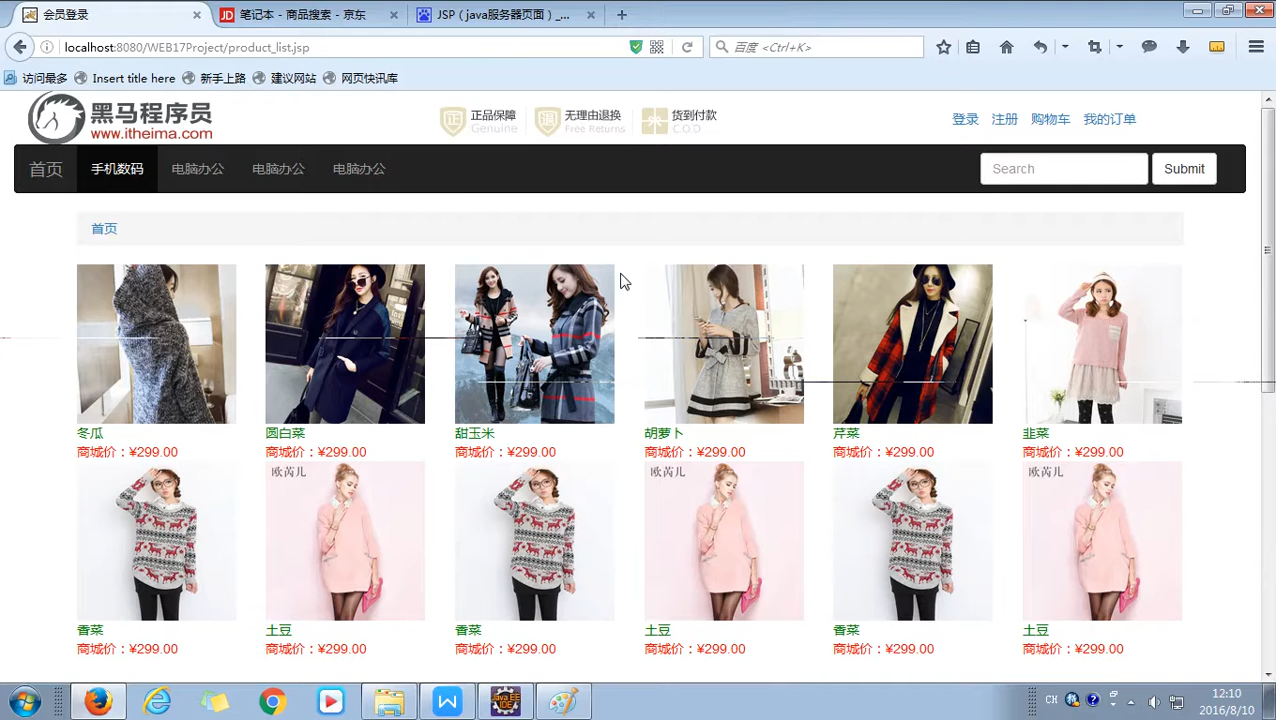 会员登录
笔记本 - 商品搜索 - 京东
JSP（java服务器页面）_...
localhost:8080/WEB17Project/product_list.jsp
百度 <Ctrl+K>
访问最多
Insert title here
新手上路
建议网站
网页快讯库
黑马程序员
www.itheima.com
正品保障
Genuine
无理由退换
Free Returns
货到付款
C.O.D
登录
注册
购物车
我的订单
首页
手机数码
电脑办公
电脑办公
电脑办公
Search
Submit
首页
冬瓜
商城价：¥299.00
圆白菜
商城价：¥299.00
甜玉米
商城价：¥299.00
胡萝卜
商城价：¥299.00
芹菜
商城价：¥299.00
韭菜
商城价：¥299.00
欧芮儿
欧芮儿
欧芮儿
香菜
商城价：¥299.00
土豆
商城价：¥299.00
香菜
商城价：¥299.00
土豆
商城价：¥299.00
香菜
商城价：¥299.00
土豆
商城价：¥299.00
CH
12:10
2016/8/10